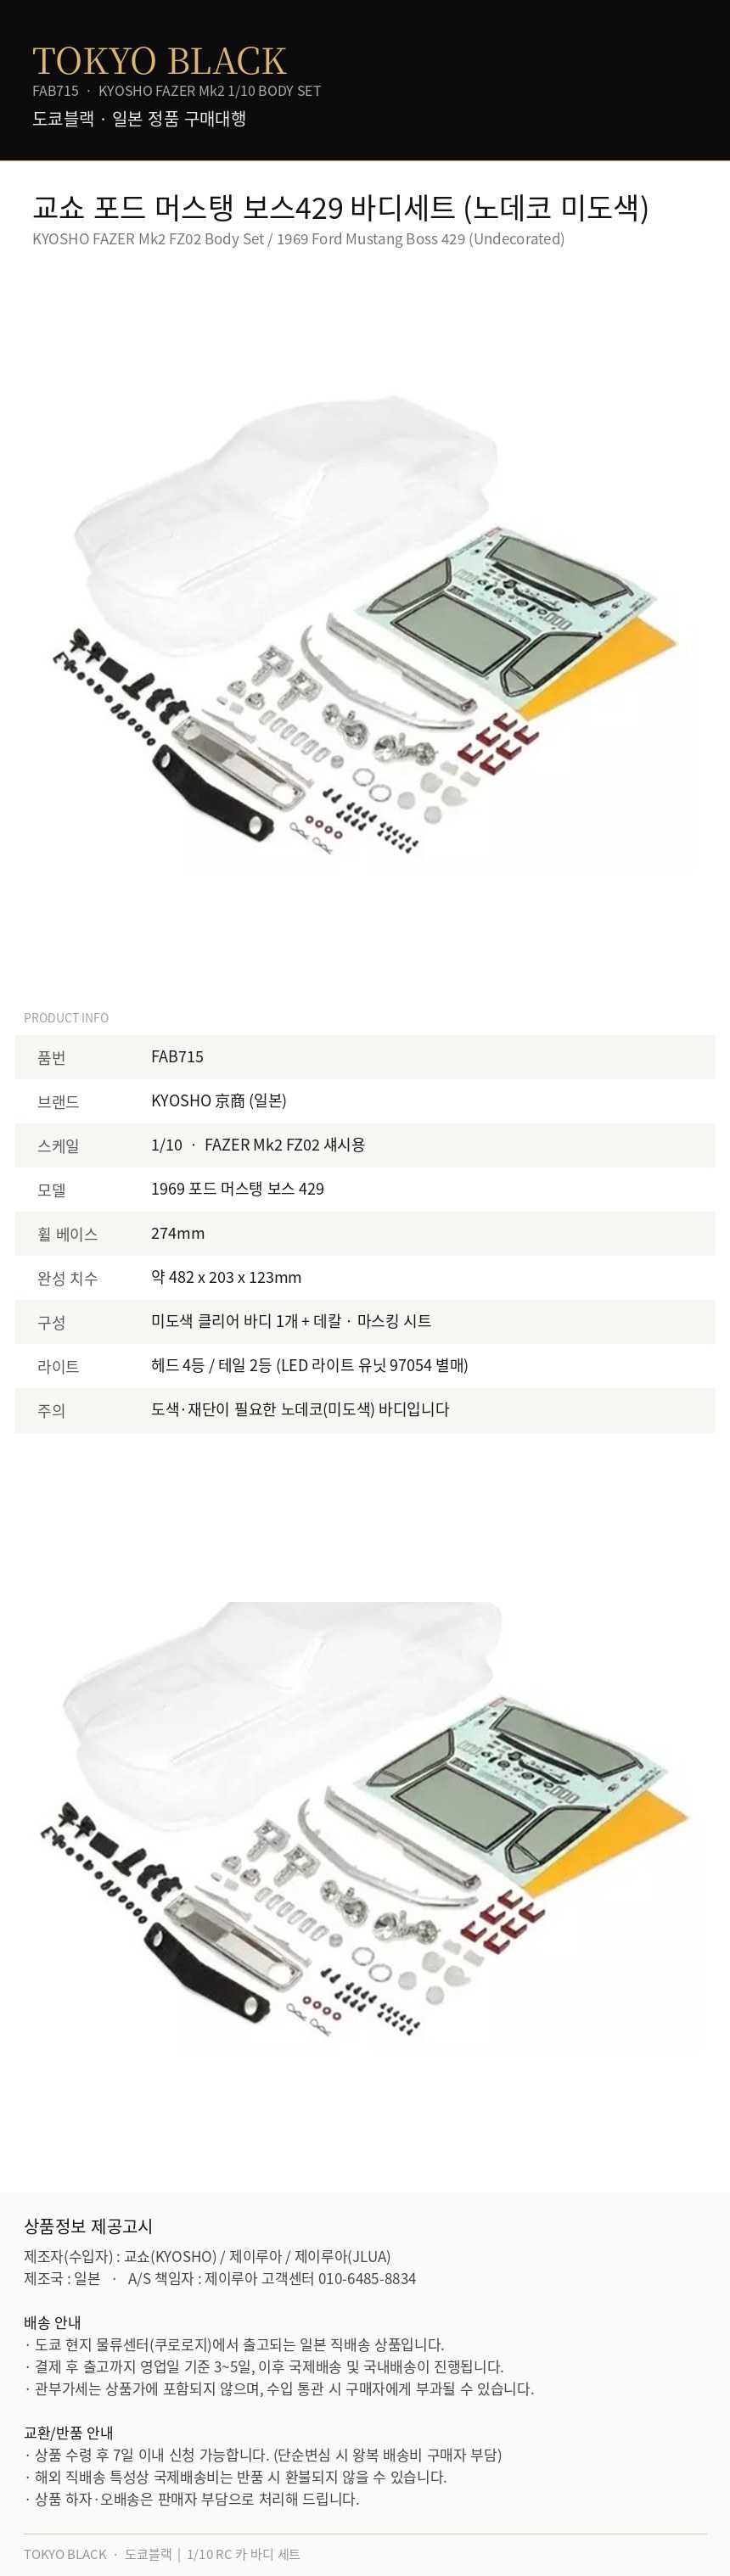 TOKYO BLACK
FAB715 · KYOSHO FAZER Mk2 1/10 BODY SET
도쿄블랙 · 일본 정품 구매대행
교쇼 포드 머스탱 보스429 바디세트 (노데코 미도색)
KYOSHO FAZER Mk2 FZ02 Body Set / 1969 Ford Mustang Boss 429 (Undecorated)
PRODUCT INFO
품번 FAB715
브랜드 KYOSHO 京商 (일본)
스케일 1/10 · FAZER Mk2 FZ02 섀시용
모델 1969 포드 머스탱 보스 429
휠 베이스 274mm
완성 치수 약 482 x 203 x 123mm
구성 미도색 클리어 바디 1개 + 데칼 · 마스킹 시트
라이트 헤드 4등 / 테일 2등 (LED 라이트 유닛 97054 별매)
주의 도색·재단이 필요한 노데코(미도색) 바디입니다
상품정보 제공고시
제조자(수입자) : 교쇼(KYOSHO) / 제이루아 / 제이루아(JLUA)
제조국 : 일본 · A/S 책임자 : 제이루아 고객센터 010-6485-8834
배송 안내
· 도쿄 현지 물류센터(쿠로로지)에서 출고되는 일본 직배송 상품입니다.
· 결제 후 출고까지 영업일 기준 3~5일, 이후 국제배송 및 국내배송이 진행됩니다.
· 관부가세는 상품가에 포함되지 않으며, 수입 통관 시 구매자에게 부과될 수 있습니다.
교환/반품 안내
· 상품 수령 후 7일 이내 신청 가능합니다. (단순변심 시 왕복 배송비 구매자 부담)
· 해외 직배송 특성상 국제배송비는 반품 시 환불되지 않을 수 있습니다.
· 상품 하자·오배송은 판매자 부담으로 처리해 드립니다.
TOKYO BLACK · 도쿄블랙 | 1/10 RC 카 바디 세트